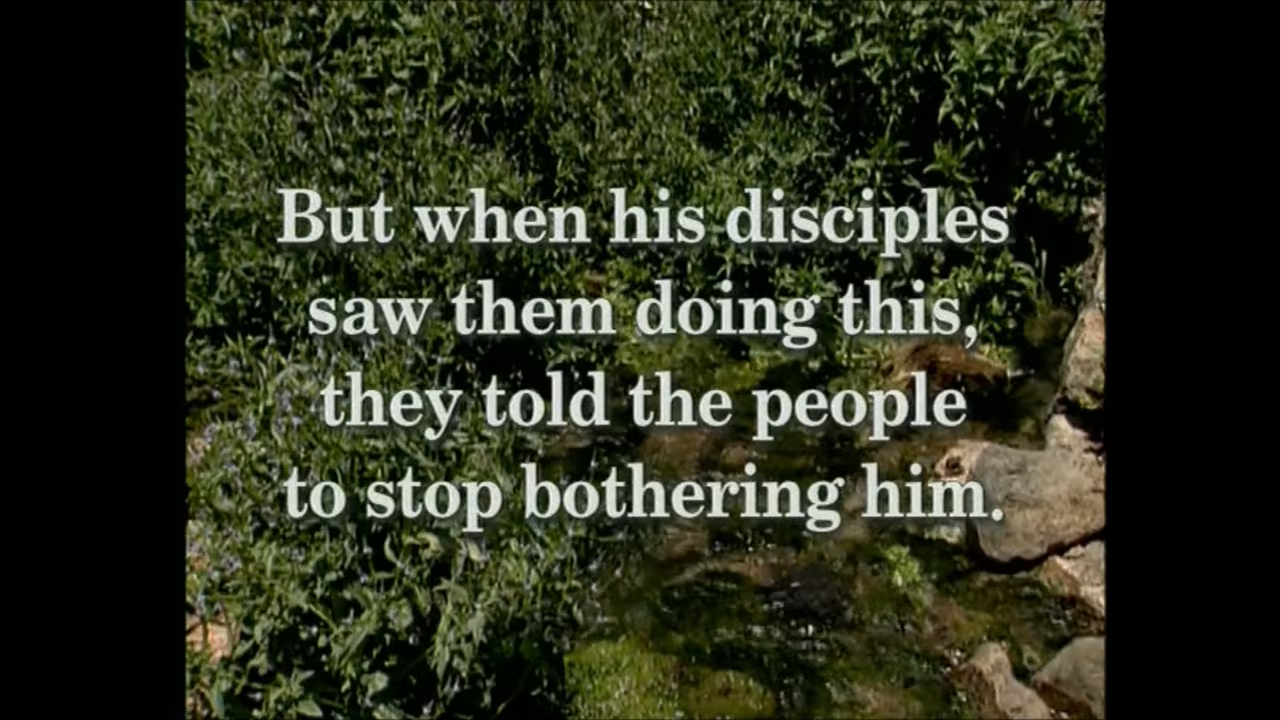 But when his disciples
saw them doing this,
they told the people
to stop bothering him.